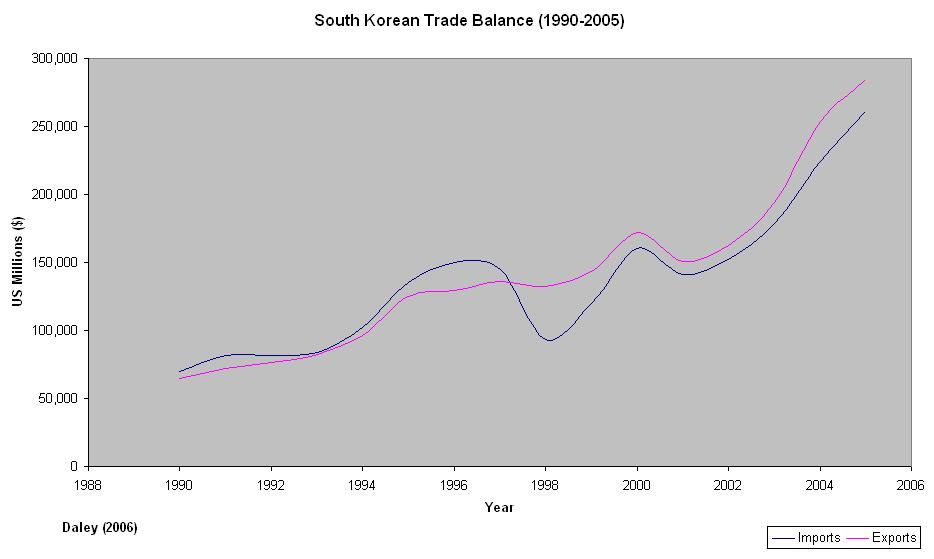 South Korean Trade Balance (1990-2005)
300,000
250,000
200,000
150,000
100,000
50,000
0
US Millions ($)
1988 1990 1992 1994 1996 1998 2000 2002 2004 2006
Year
Daley (2006)
Imports Exports